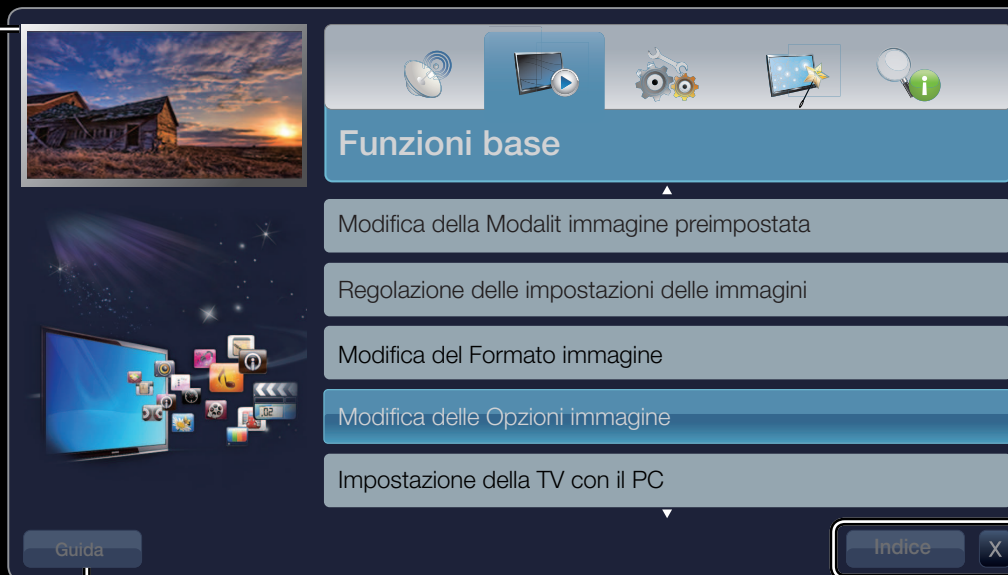 Funzioni base
Modifica della Modalit immagine preimpostata
Regolazione delle impostazioni delle immagini
Modifica del Formato immagine
Modifica delle Opzioni immagine
Impostazione della TV con il PC
Guida
Indice
X